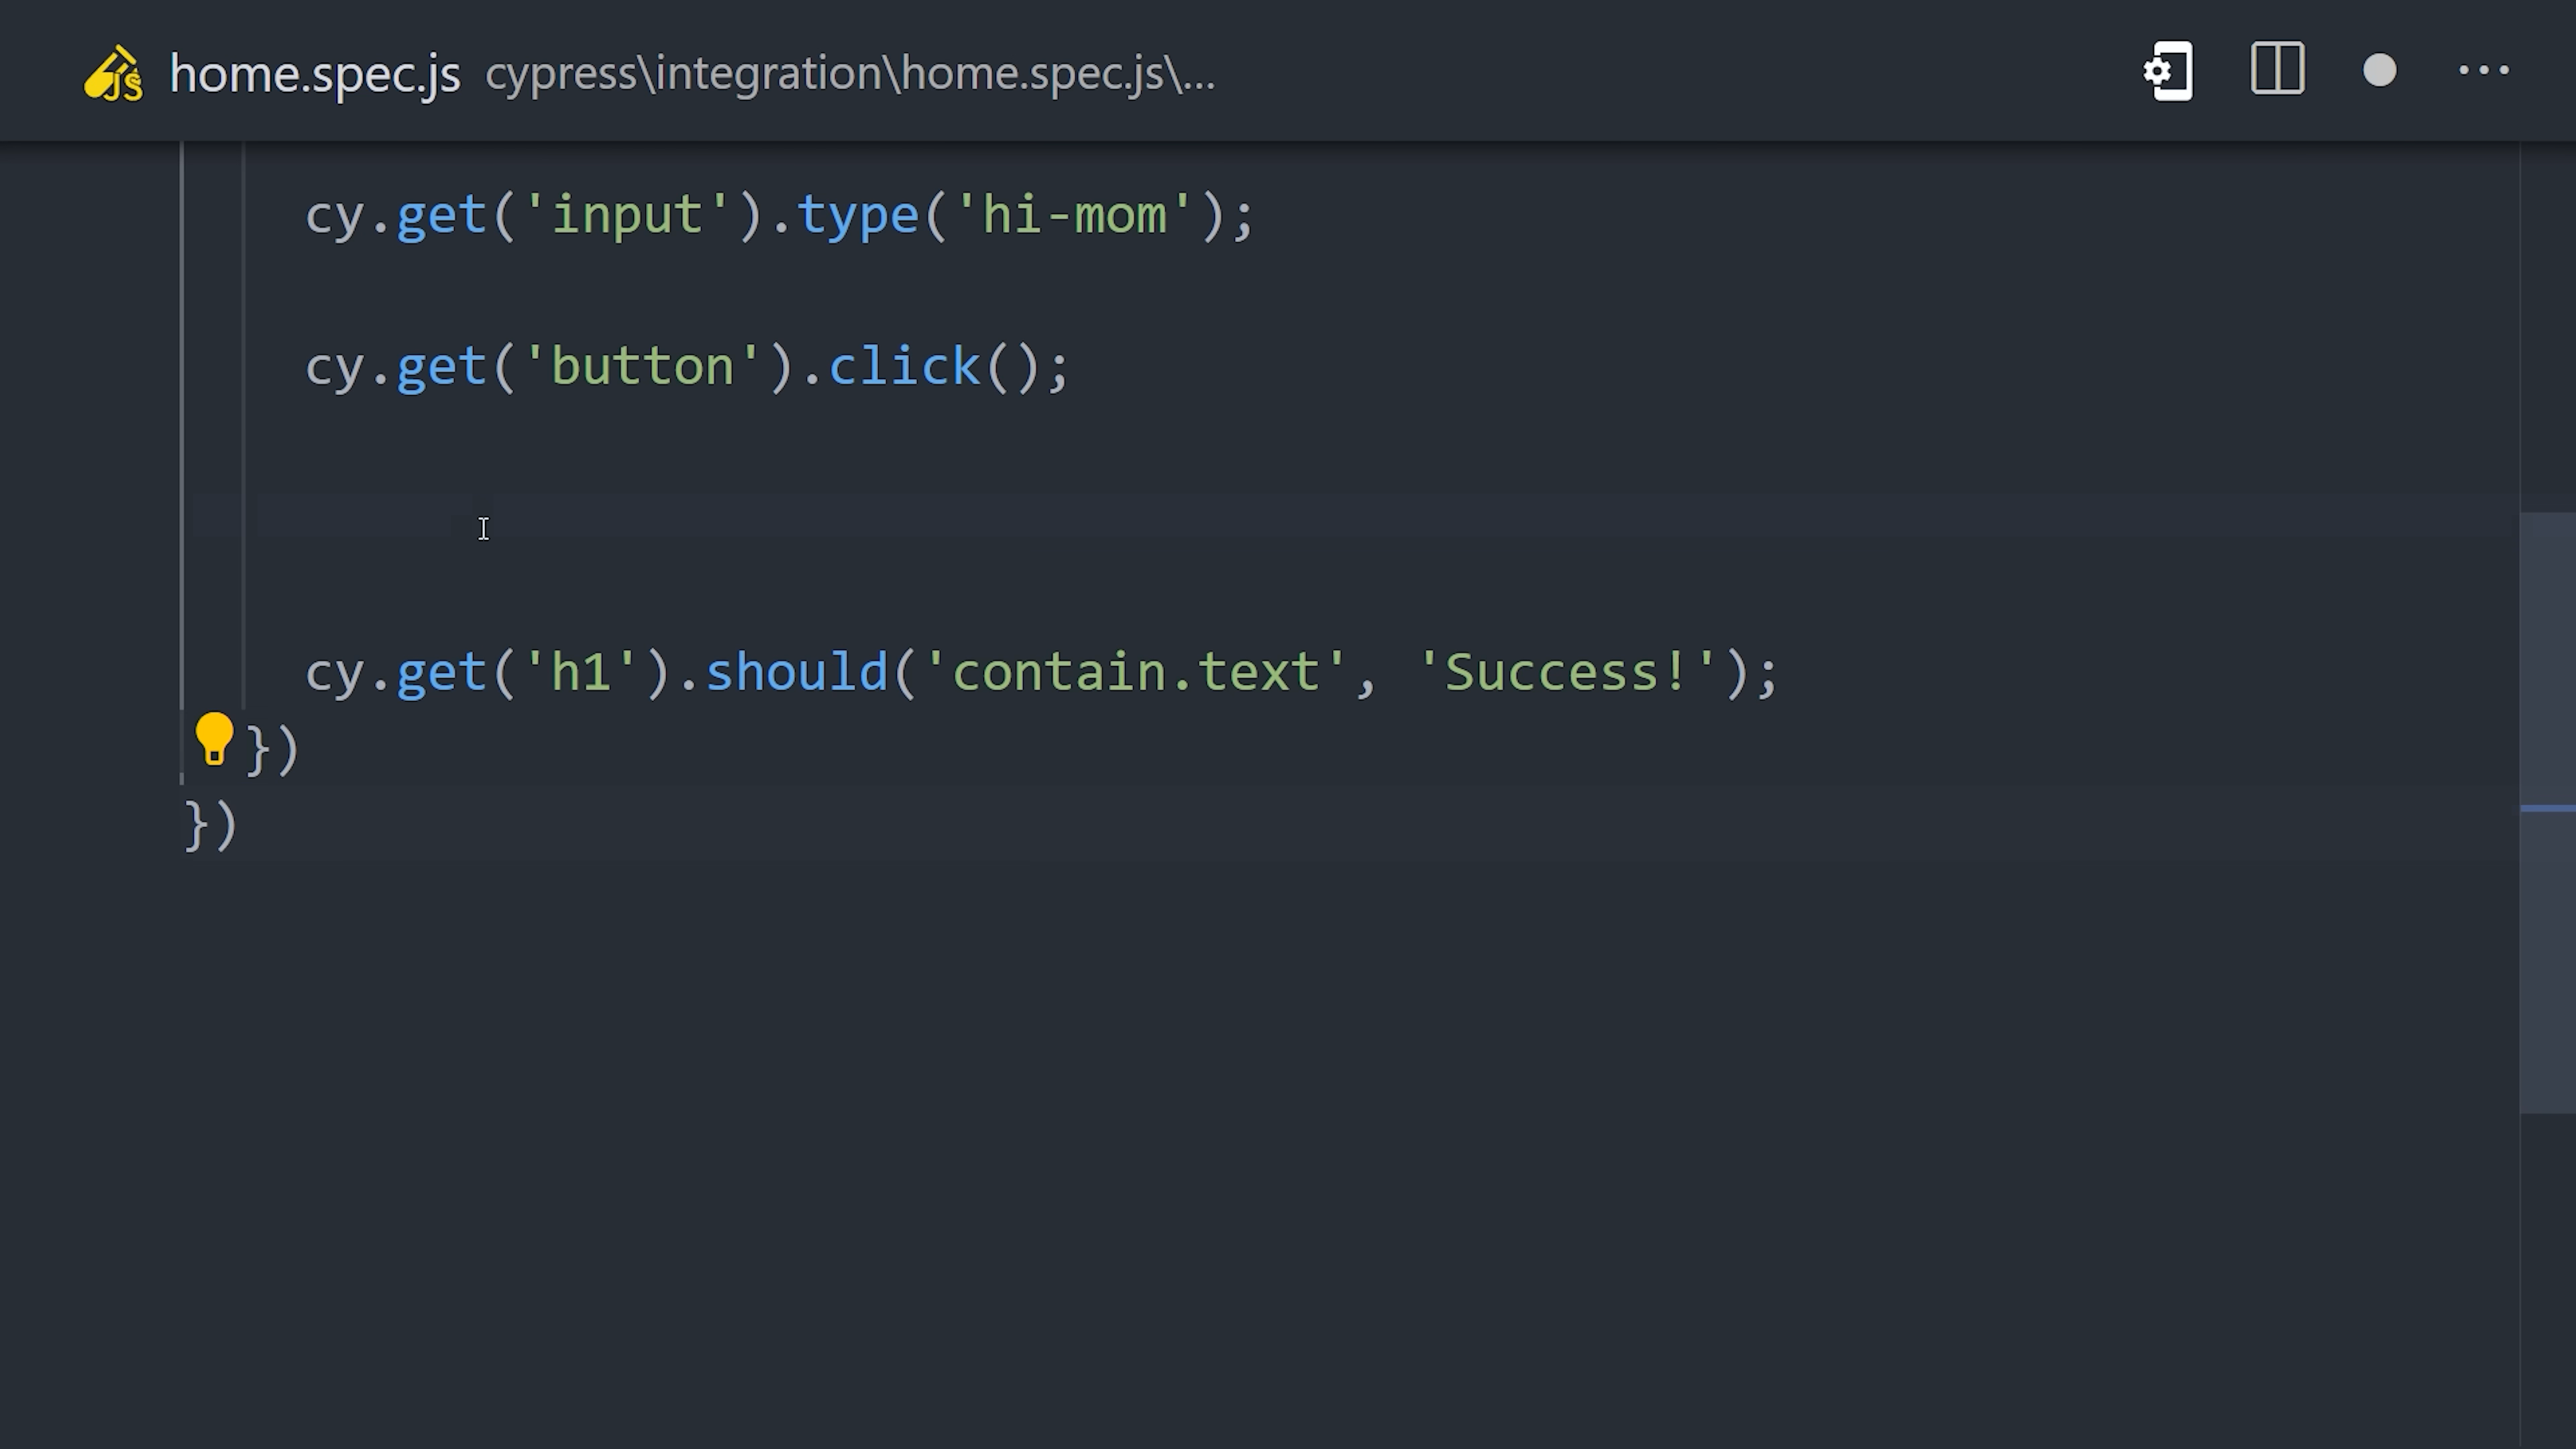 JS home.spec.js cypress\integration\home.spec.js\...
cy.get('input').type('hi-mom');
cy.get('button').click();
cy.get('h1').should('contain.text', 'Success!');
})
})